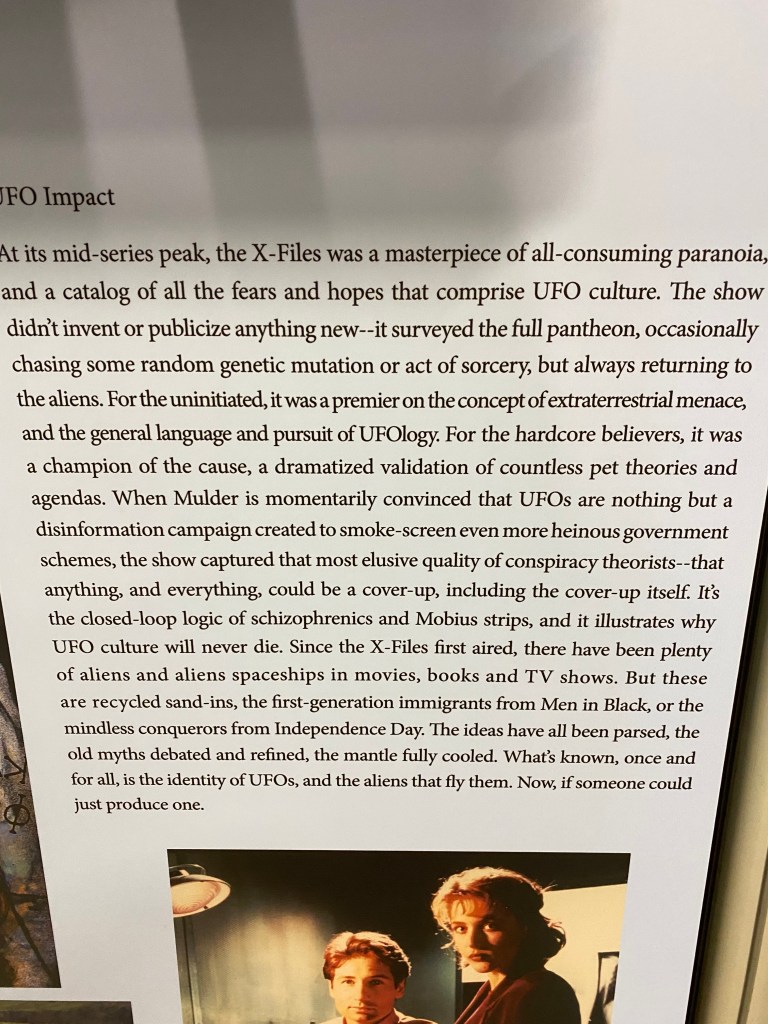 UFO Impact
At its mid-series peak, the X-Files was a masterpiece of all-consuming paranoia,
and a catalog of all the fears and hopes that comprise UFO culture. The show
didn't invent or publicize anything new--it surveyed the full pantheon, occasionally
chasing some random genetic mutation or act of sorcery, but always returning to
the aliens. For the uninitiated, it was a premier on the concept of extraterrestrial menace,
and the general language and pursuit of UFOlogy. For the hardcore believers, it was
a champion of the cause, a dramatized validation of countless pet theories and
agendas. When Mulder is momentarily convinced that UFOs are nothing but a
disinformation campaign created to smoke-screen even more heinous government
schemes, the show captured that most elusive quality of conspiracy theorists--that
anything, and everything, could be a cover-up, including the cover-up itself. It's
the closed-loop logic of schizophrenics and Mobius strips, and it illustrates why
UFO culture will never die. Since the X-Files first aired, there have been plenty
of aliens and aliens spaceships in movies, books and TV shows. But these
are recycled sand-ins, the first-generation immigrants from Men in Black, or the
mindless conquerors from Independence Day. The ideas have all been parsed, the
old myths debated and refined, the mantle fully cooled. What's known, once and
for all, is the identity of UFOs, and the aliens that fly them. Now, if someone could
just produce one.